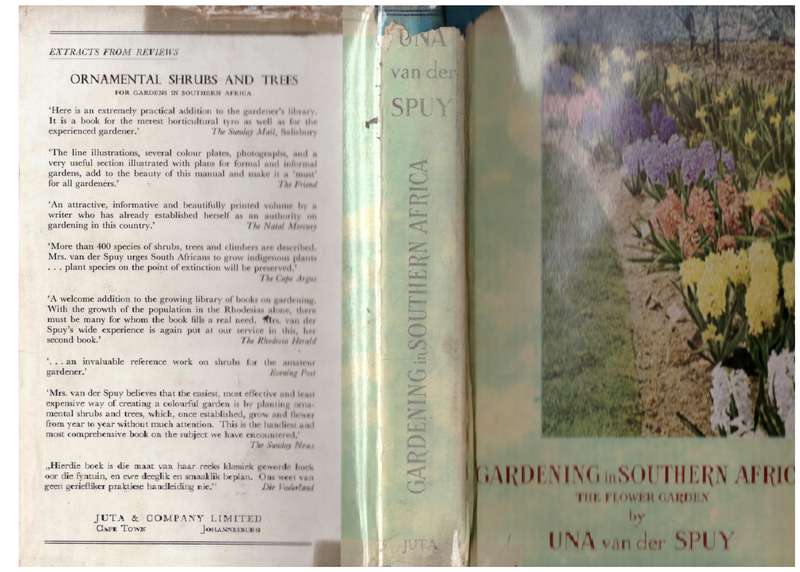 EXTRACTS FROM REVIEWS
ORNAMENTAL SHRUBS AND TREES
FOR GARDENS IN SOUTHERN AFRICA
'Here is an extremely practical addition to the gardener's library.
It is a book for the merest horticultural tyro as well as for the
experienced gardener.' The Sunday Mail, Salisbury
'The line illustrations, several colour plates, photographs, and a
very useful section illustrated with plans for formal and informal
gardens, add to the beauty of this manual and make it a 'must'
for all gardeners.' The Friend
'An attractive, informative and beautifully printed volume by a
writer who has already established herself as an authority on
gardening in this country.' The Natal Mercury
'More than 400 species of shrubs, trees and climbers are described.
Mrs. van der Spuy urges South Africans to grow indigenous plants
. . . plant species on the point of extinction will be preserved.'
The Cape Argus
'A welcome addition to the growing library of books on gardening.
With the growth of the population in the Rhodesias alone, there
must be many for whom the book fills a real need. Mrs. van der
Spuy's wide experience is again put at our service in this, her
second book.' The Rhodesia Herald
'. . . an invaluable reference work on shrubs for the amateur
gardener.' Evening Post
'Mrs. van der Spuy believes that the easiest, most effective and least
expensive way of creating a colourful garden is by planting orna-
mental shrubs and trees, which, once established, grow and flower
from year to year without much attention. This is the handiest and
most comprehensive book on the subject we have encountered.'
The Sunday News
„Hierdie boek is die maat van haar reeks klassiek geworde boek
oor die fyntuin, en ewe deeglik en smaaklik beplan. Ons weet van
geen geriefliker praktiese handleiding nie." Die Vaderland
JUTA & COMPANY LIMITED
CAPE TOWN JOHANNESBURG
UNA
van der
SPUY
GARDENING in SOUTHERN AFRICA
JUTA
GARDENING in SOUTHERN AFRIC
THE FLOWER GARDEN
by
UNA van der SPUY